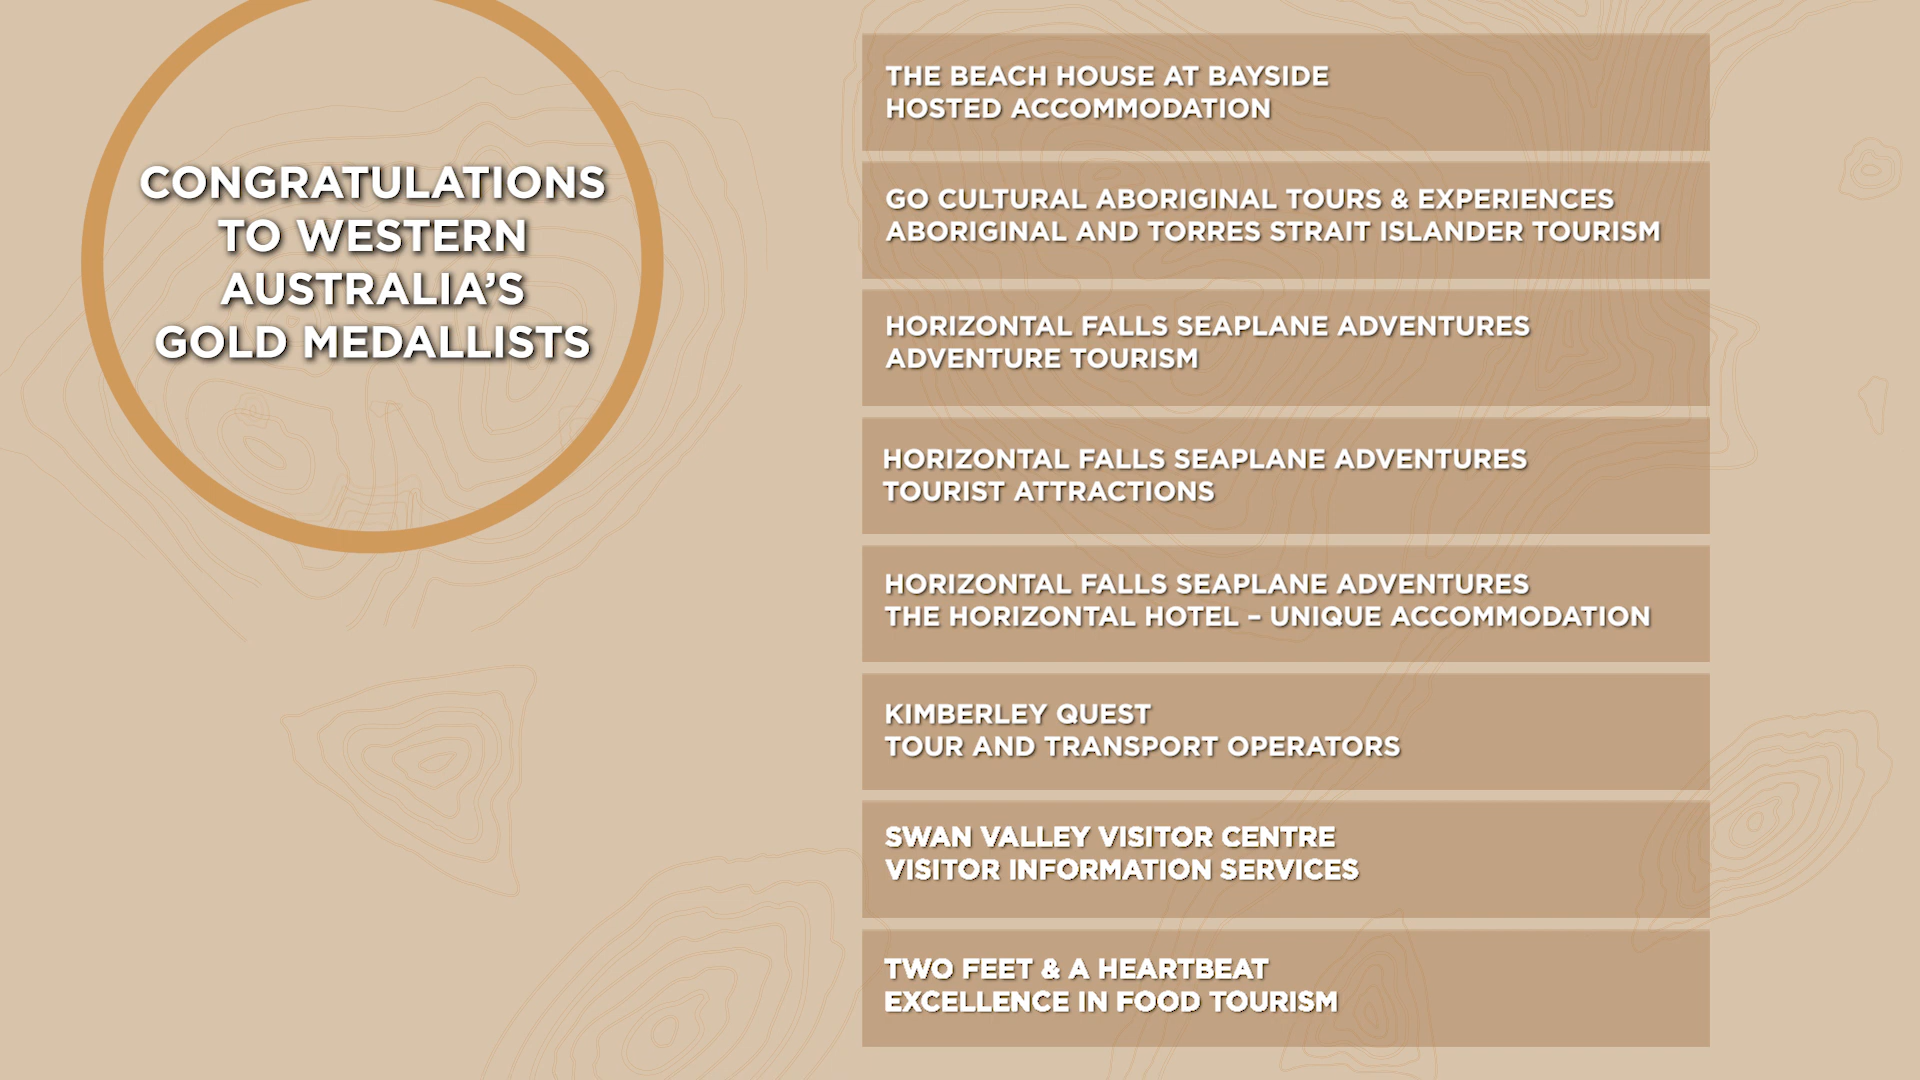 CONGRATULATIONS
TO WESTERN
AUSTRALIA'S
GOLD MEDALLISTS
THE BEACH HOUSE AT BAYSIDE
HOSTED ACCOMMODATION
GO CULTURAL ABORIGINAL TOURS & EXPERIENCES
ABORIGINAL AND TORRES STRAIT ISLANDER TOURISM
HORIZONTAL FALLS SEAPLANE ADVENTURES
ADVENTURE TOURISM
HORIZONTAL FALLS SEAPLANE ADVENTURES
TOURIST ATTRACTIONS
HORIZONTAL FALLS SEAPLANE ADVENTURES
THE HORIZONTAL HOTEL – UNIQUE ACCOMMODATION
KIMBERLEY QUEST
TOUR AND TRANSPORT OPERATORS
SWAN VALLEY VISITOR CENTRE
VISITOR INFORMATION SERVICES
TWO FEET & A HEARTBEAT
EXCELLENCE IN FOOD TOURISM